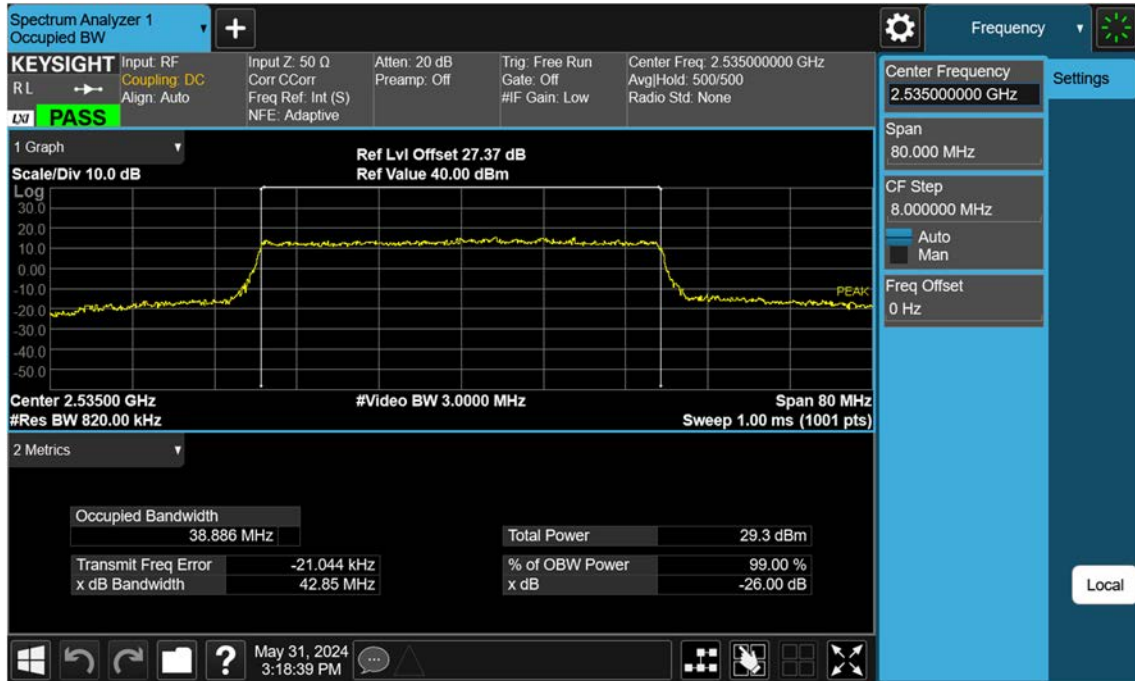 Spectrum Analyzer 1
Occupied BW
+
Frequency
KEYSIGHT
R L
LXI PASS
Input: RF
Coupling: DC
Align: Auto
Input Z: 50 Ω
Corr CCorr
Freq Ref: Int (S)
NFE: Adaptive
Atten: 20 dB
Preamp: Off
Trig: Free Run
Gate: Off
#IF Gain: Low
Center Freq: 2.535000000 GHz
Avg|Hold: 500/500
Radio Std: None
Center Frequency
2.535000000 GHz
Settings
Span
80.000 MHz
CF Step
8.000000 MHz
Auto
Man
Freq Offset
0 Hz
Local
1 Graph
Scale/Div 10.0 dB
Ref Lvl Offset 27.37 dB
Ref Value 40.00 dBm
Log
30.0
20.0
10.0
0.00
-10.0
-20.0
-30.0
-40.0
-50.0
PEAK
Center 2.53500 GHz
#Res BW 820.00 kHz
#Video BW 3.0000 MHz
Span 80 MHz
Sweep 1.00 ms (1001 pts)
2 Metrics
Occupied Bandwidth
38.886 MHz
Total Power 29.3 dBm
Transmit Freq Error -21.044 kHz
% of OBW Power 99.00 %
x dB Bandwidth 42.85 MHz
x dB -26.00 dB
?
May 31, 2024
3:18:39 PM